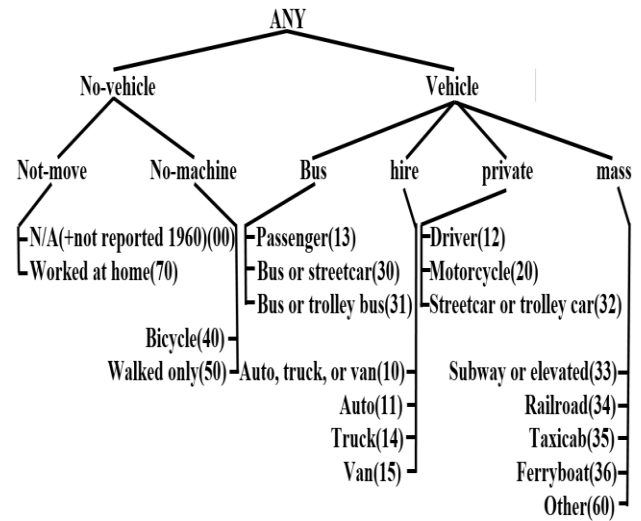 ANY
No-vehicle Vehicle
Not-move No-machine Bus hire private mass
N/A(+not reported 1960)(00) Passenger(13) Driver(12)
Worked at home(70) Bus or streetcar(30) Motorcycle(20)
Bus or trolley bus(31) Streetcar or trolley car(32)
Bicycle(40)
Walked only(50) Auto, truck, or van(10) Subway or elevated(33)
Auto(11) Railroad(34)
Truck(14) Taxicab(35)
Van(15) Ferryboat(36)
Other(60)